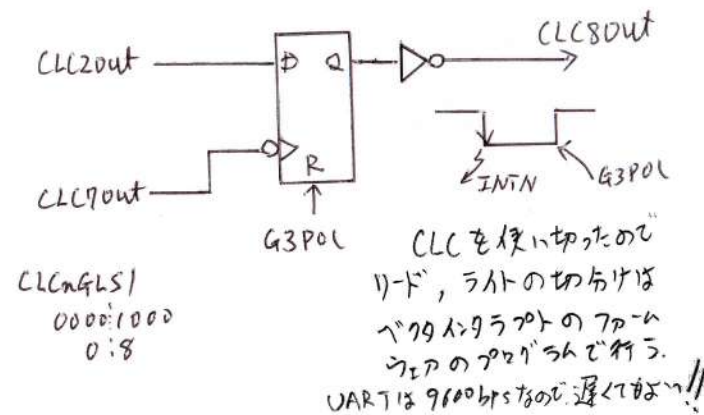 CLC2out
D Q
CLC8out
CLC7out
R
G3POL
INTN
G3POL
CLCnGLS1
0000:1000
0:8
CLCを使い切ったので
リード,ライトの切分けは
ベクタインタラプトのファーム
ウェアのプログラムで行う.
UARTは9600bpsなので遅くてもよい!!